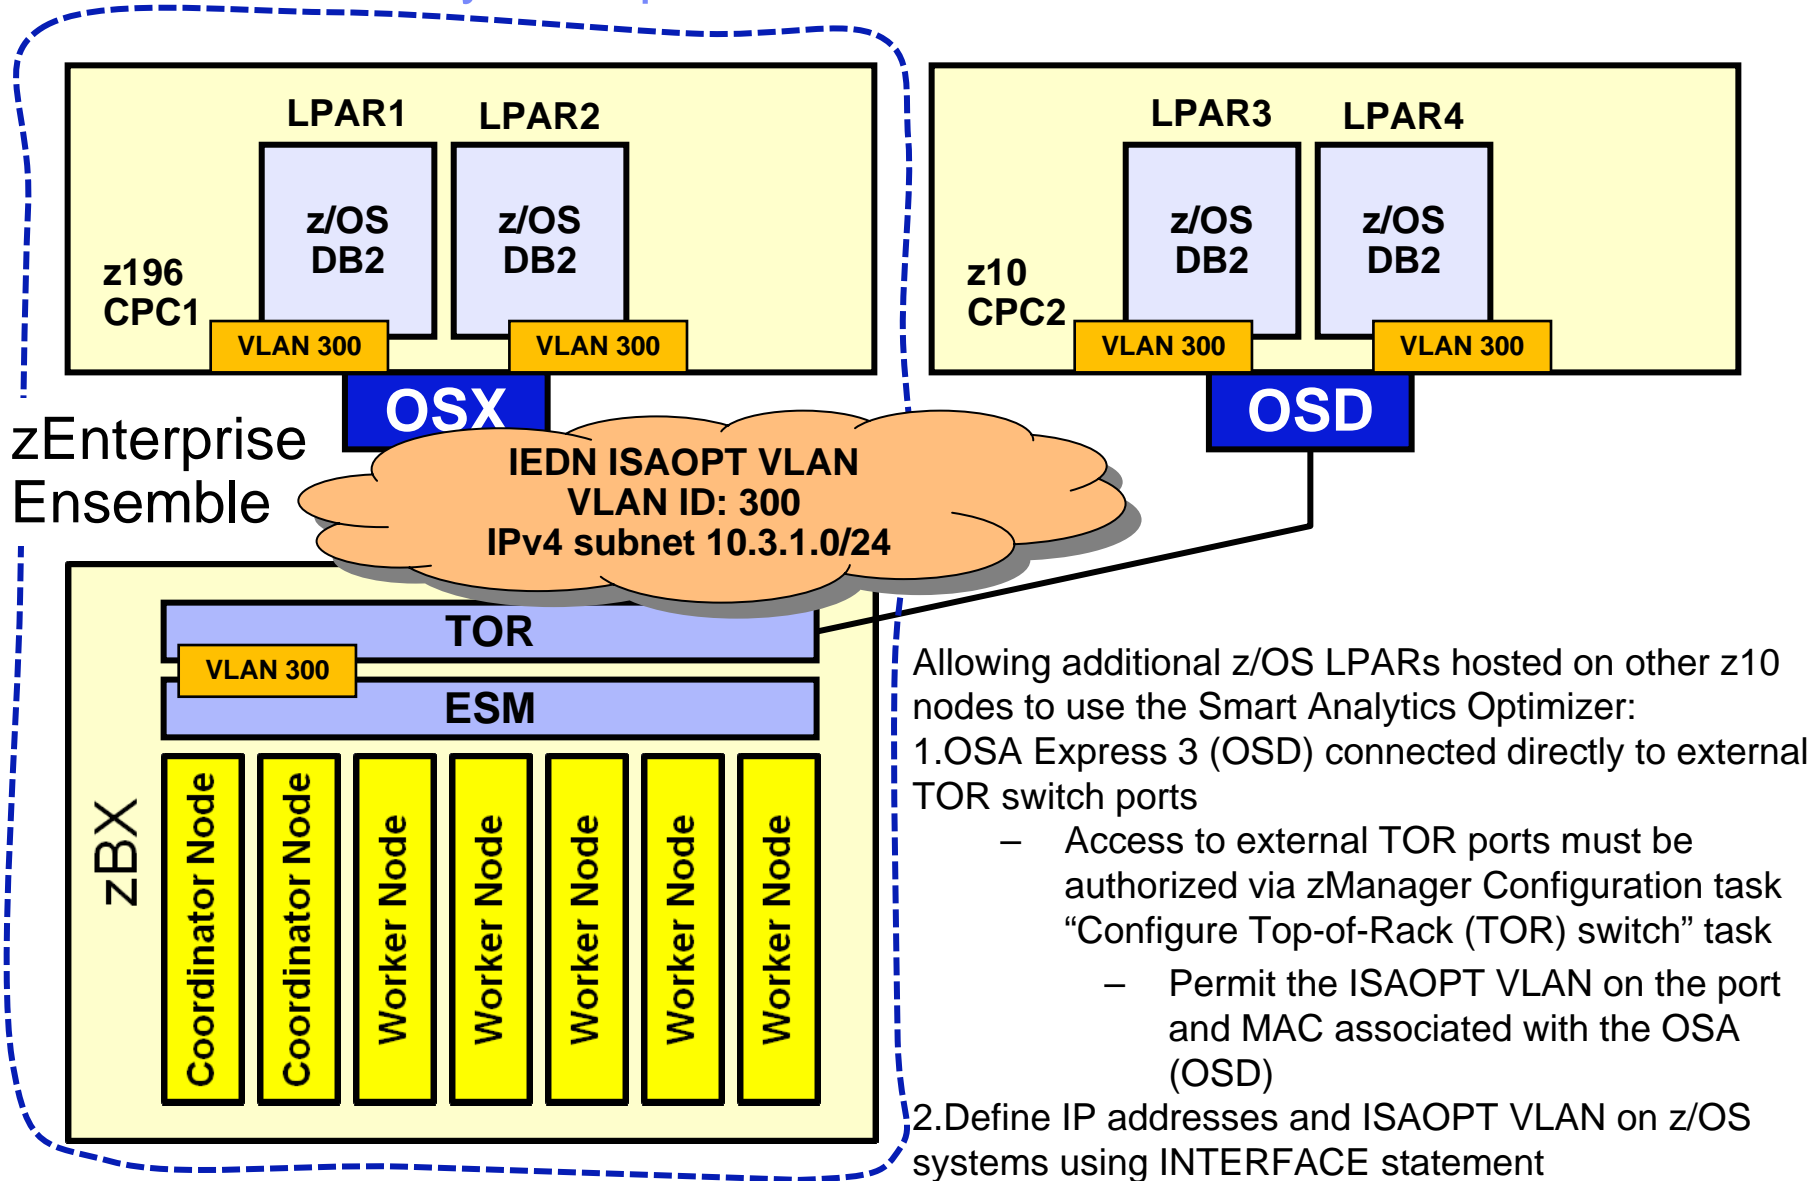 LPAR1
LPAR2
z/OS
DB2
z/OS
DB2
z196
CPC1
VLAN 300
VLAN 300
OSX
LPAR3
LPAR4
z/OS
DB2
z/OS
DB2
z10
CPC2
VLAN 300
VLAN 300
OSD
zEnterprise
Ensemble
IEDN ISAOPT VLAN
VLAN ID: 300
IPv4 subnet 10.3.1.0/24
TOR
VLAN 300
ESM
zBX
Coordinator Node
Coordinator Node
Worker Node
Worker Node
Worker Node
Worker Node
Worker Node
Allowing additional z/OS LPARs hosted on other z10
nodes to use the Smart Analytics Optimizer:
1.OSA Express 3 (OSD) connected directly to external
TOR switch ports
– Access to external TOR ports must be
authorized via zManager Configuration task
“Configure Top-of-Rack (TOR) switch” task
– Permit the ISAOPT VLAN on the port
and MAC associated with the OSA
(OSD)
2.Define IP addresses and ISAOPT VLAN on z/OS
systems using INTERFACE statement